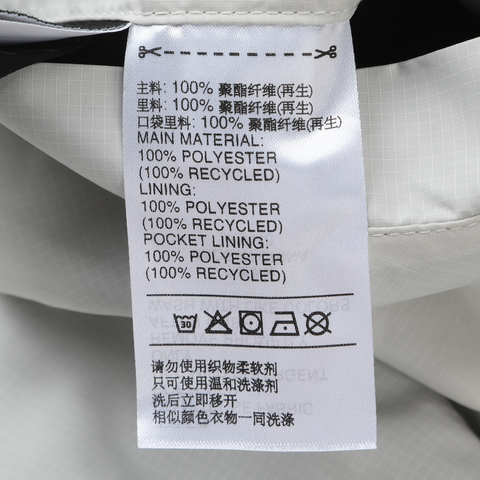 主料: 100% 聚酯纤维(再生)
里料: 100% 聚酯纤维(再生)
口袋里料: 100% 聚酯纤维(再生)
MAIN MATERIAL:
100% POLYESTER
(100% RECYCLED)
LINING:
100% POLYESTER
(100% RECYCLED)
POCKET LINING:
100% POLYESTER
(100% RECYCLED)
30
请勿使用织物柔软剂
只可使用温和洗涤剂
洗后立即移开
相似颜色衣物一同洗涤